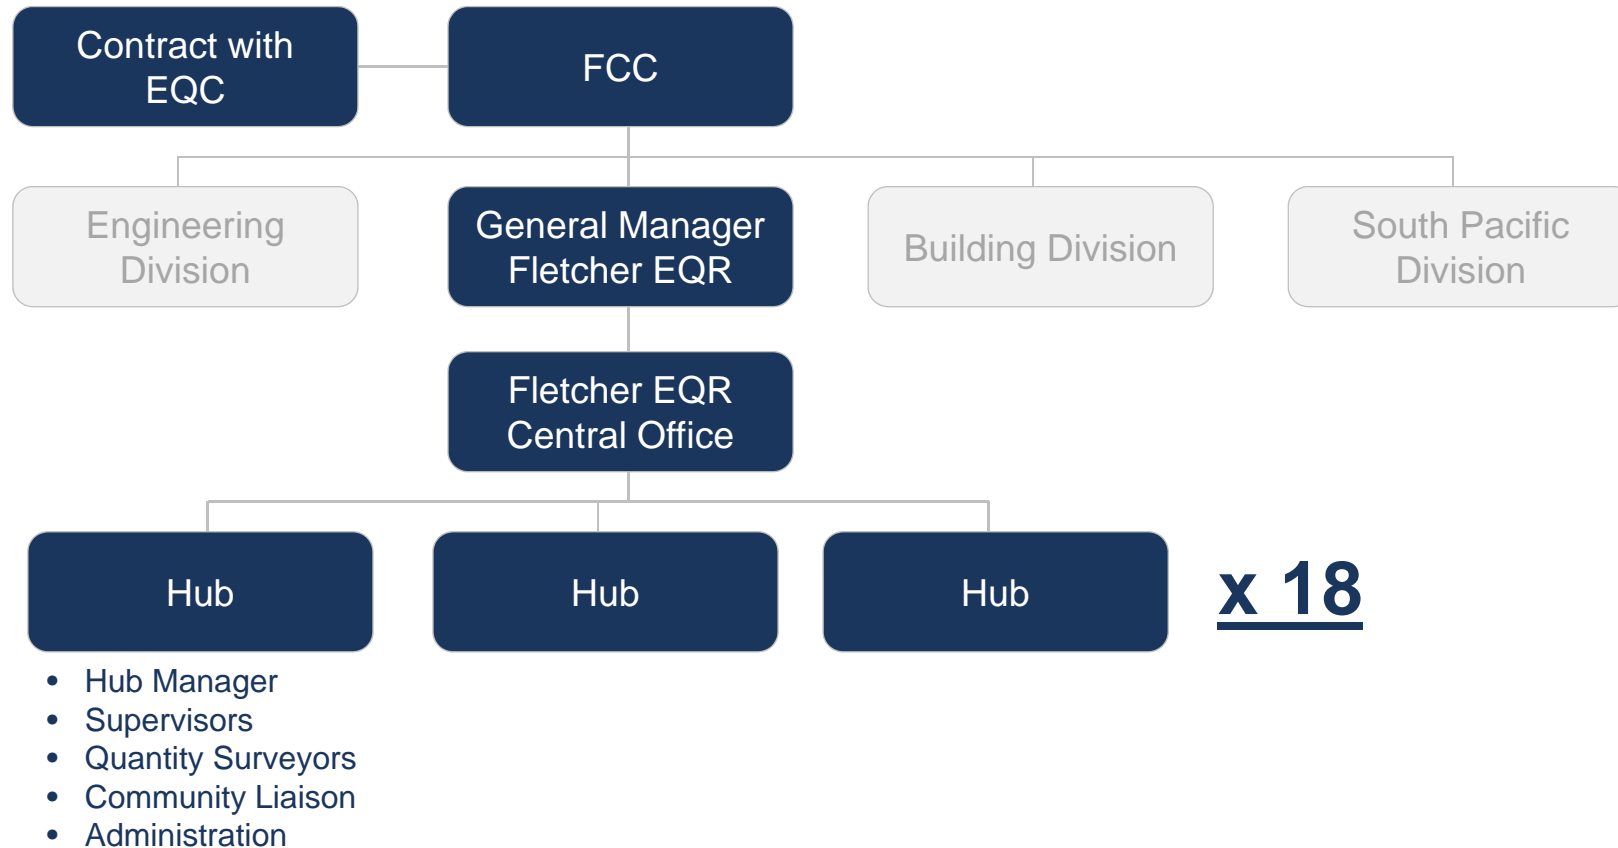 Contract with
EQC
FCC
Engineering
Division
General Manager
Fletcher EQR
Building Division
South Pacific
Division
Fletcher EQR
Central Office
Hub
Hub
Hub
x 18
• Hub Manager
• Supervisors
• Quantity Surveyors
• Community Liaison
• Administration